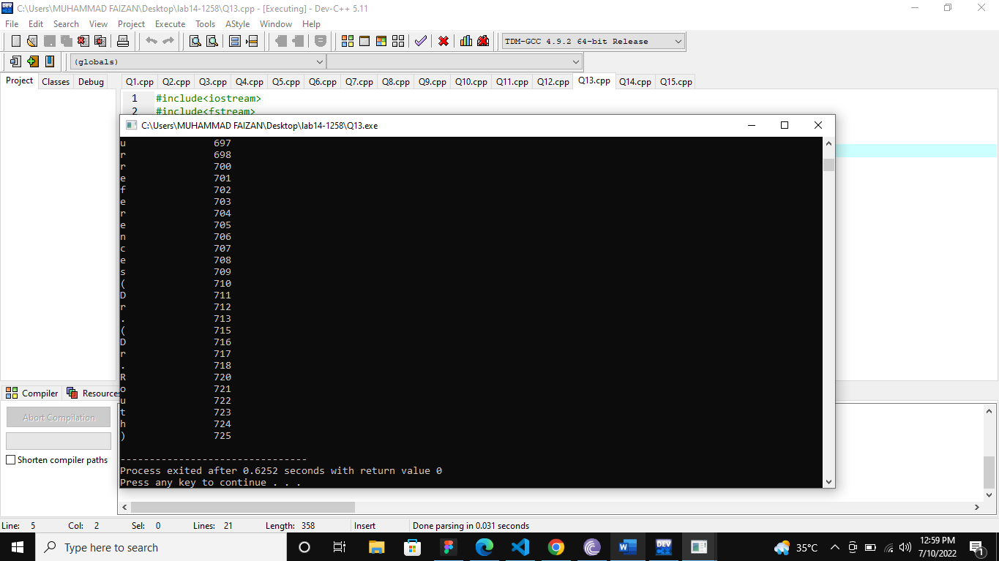 C:\Users\MUHAMMAD FAIZAN\Desktop\lab14-1258\Q13.cpp - [Executing] - Dev-C++ 5.11
File Edit Search View Project Execute Tools AStyle Window Help
TDM-GCC 4.9.2 64-bit Release
(globals)
Project Classes Debug Q1.cpp Q2.cpp Q3.cpp Q4.cpp Q5.cpp Q6.cpp Q7.cpp Q8.cpp Q9.cpp Q10.cpp Q11.cpp Q12.cpp Q13.cpp Q14.cpp Q15.cpp
1 #include<iostream>
2 #include<fstream>
C:\Users\MUHAMMAD FAIZAN\Desktop\lab14-1258\Q13.exe
u 697
r 698
r 700
e 701
f 702
e 703
r 704
e 705
n 706
c 707
e 708
s 709
( 710
D 711
r 712
. 713
( 715
D 716
r 717
. 718
R 720
o 721
u 722
t 723
h 724
) 725
--------------------------------
Process exited after 0.6252 seconds with return value 0
Press any key to continue . . .
Compiler Resources
Abort Compilation
Shorten compiler paths
Line: 5 Col: 2 Sel: 0 Lines: 21 Length: 358 Insert Done parsing in 0.031 seconds
Type here to search
DEV
35°C
12:59 PM
7/10/2022
1